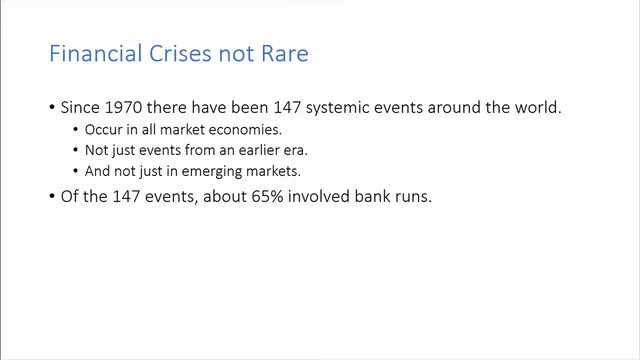 Financial Crises not Rare
• Since 1970 there have been 147 systemic events around the world.
• Occur in all market economies.
• Not just events from an earlier era.
• And not just in emerging markets.
• Of the 147 events, about 65% involved bank runs.